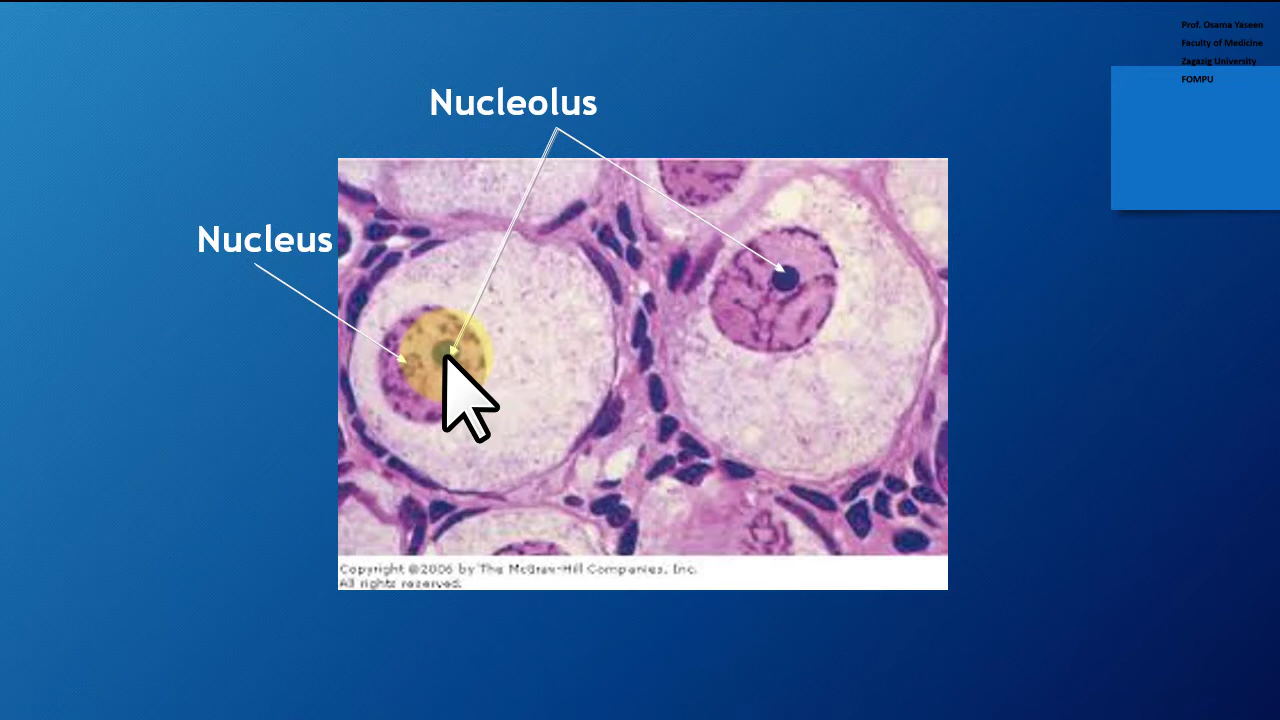 Prof. Osama Yaseen
Faculty of Medicine
Zagazig University
FOMPU
Nucleolus
Nucleus
Copyright ©2006 by The McGraw-Hill Companies, Inc.
All rights reserved.